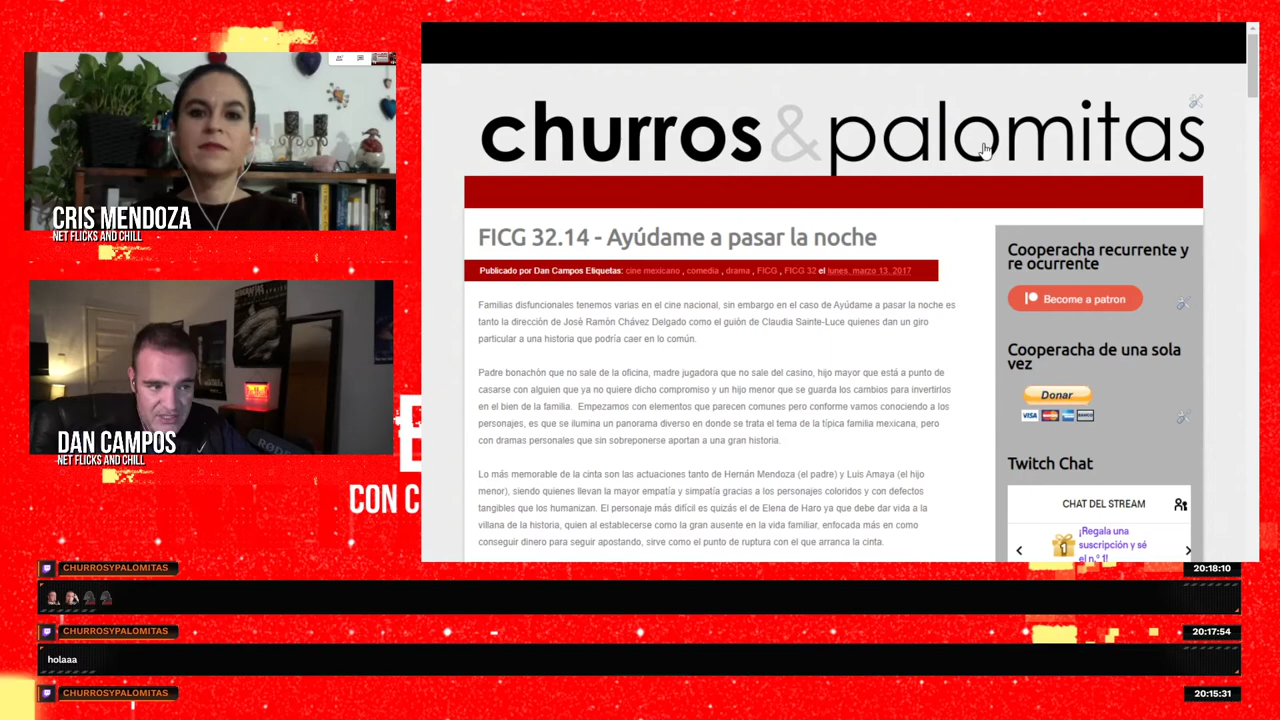 CRIS MENDOZA
NET FLICKS AND CHILL
DAN CAMPOS
NET FLICKS AND CHILL
CON C
churros&palomitas
FICG 32.14 - Ayúdame a pasar la noche
Publicado por Dan Campos Etiquetas: cine mexicano , comedia , drama , FICG , FICG 32 el lunes, marzo 13, 2017
Familias disfuncionales tenemos varias en el cine nacional, sin embargo en el caso de Ayúdame a pasar la noche es
tanto la dirección de José Ramón Chávez Delgado como el guión de Claudia Sainte-Luce quienes dan un giro
particular a una historia que podría caer en lo común.
Padre bonachón que no sale de la oficina, madre jugadora que no sale del casino, hijo mayor que está a punto de
casarse con alguien que ya no quiere dicho compromiso y un hijo menor que se guarda los cambios para invertirlos
en el bien de la familia. Empezamos con elementos que parecen comunes pero conforme vamos conociendo a los
personajes, es que se ilumina un panorama diverso en donde se trata el tema de la típica familia mexicana, pero
con dramas personales que sin sobreponerse aportan a una gran historia.
Lo más memorable de la cinta son las actuaciones tanto de Hernán Mendoza (el padre) y Luis Amaya (el hijo
menor), siendo quienes llevan la mayor empatía y simpatía gracias a los personajes coloridos y con defectos
tangibles que los humanizan. El personaje más difícil es quizás el de Elena de Haro ya que debe dar vida a la
villana de la historia, quien al establecerse como la gran ausente en la vida familiar, enfocada más en como
conseguir dinero para seguir apostando, sirve como el punto de ruptura con el que arranca la cinta.
Cooperacha recurrente y
re ocurrente
Become a patron
Cooperacha de una sola
vez
Donar
VISA
Twitch Chat
CHAT DEL STREAM
¡Regala una
suscripción y sé
el n.º 1!
1
CHURROSYPALOMITAS
20:18:10
CHURROSYPALOMITAS
20:17:54
holaaa
CHURROSYPALOMITAS
20:15:31